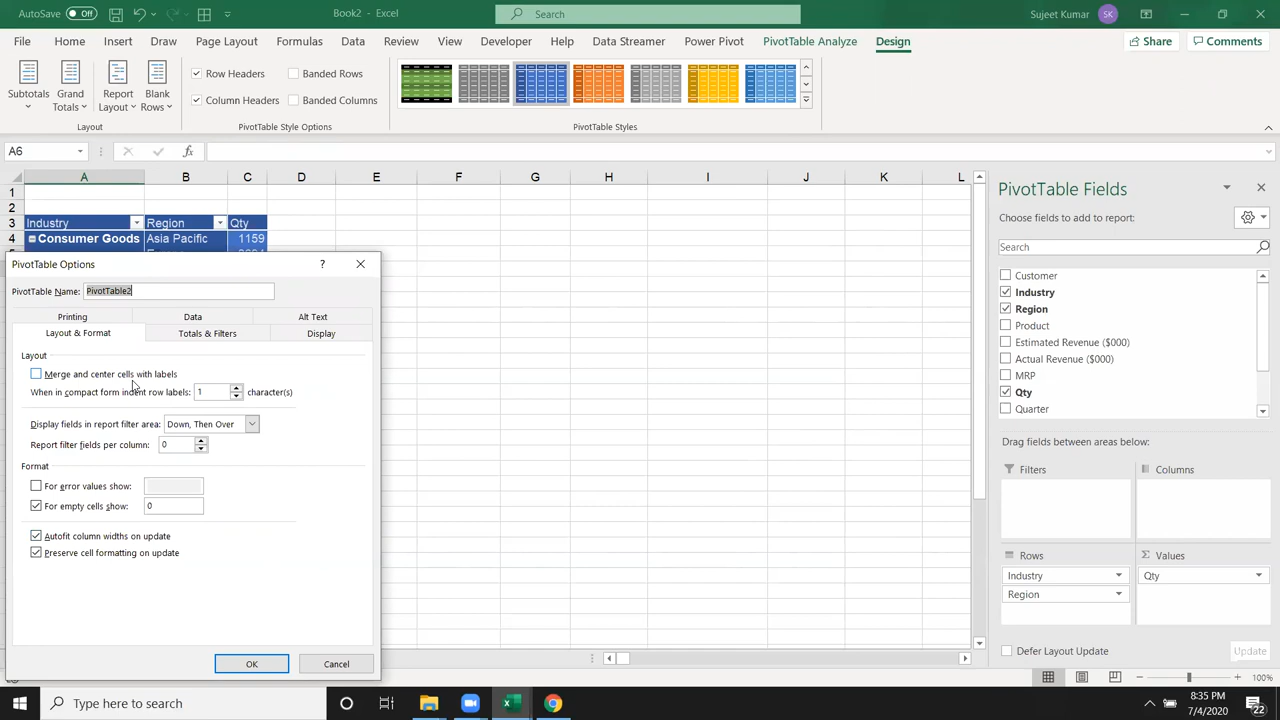 AutoSave Off Book2 - Excel Search Sujeet Kumar SK
File Home Insert Draw Page Layout Formulas Data Review View Developer Help Data Streamer Power Pivot PivotTable Analyze Design Share Comments
Subtotals Grand Totals Report Layout Blank Rows
Row Headers Banded Rows
Column Headers Banded Columns
Layout PivotTable Style Options PivotTable Styles
A6 fx
A B C D E F G H I J K L
1
2
3 Industry Region Qty
4 Consumer Goods Asia Pacific 1159
PivotTable Options ?
PivotTable Name: PivotTable2
Printing Data Alt Text
Layout & Format Totals & Filters Display
Layout
Merge and center cells with labels
When in compact form indent row labels: 1 character(s)
Display fields in report filter area: Down, Then Over
Report filter fields per column: 0
Format
For error values show:
For empty cells show: 0
Autofit column widths on update
Preserve cell formatting on update
OK Cancel
PivotTable Fields
Choose fields to add to report:
Search
Customer
Industry
Region
Product
Estimated Revenue ($000)
Actual Revenue ($000)
MRP
Qty
Quarter
Drag fields between areas below:
Filters Columns
Rows Σ Values
Industry Qty
Region
Defer Layout Update Update
100%
Type here to search
8:35 PM
7/4/2020
22